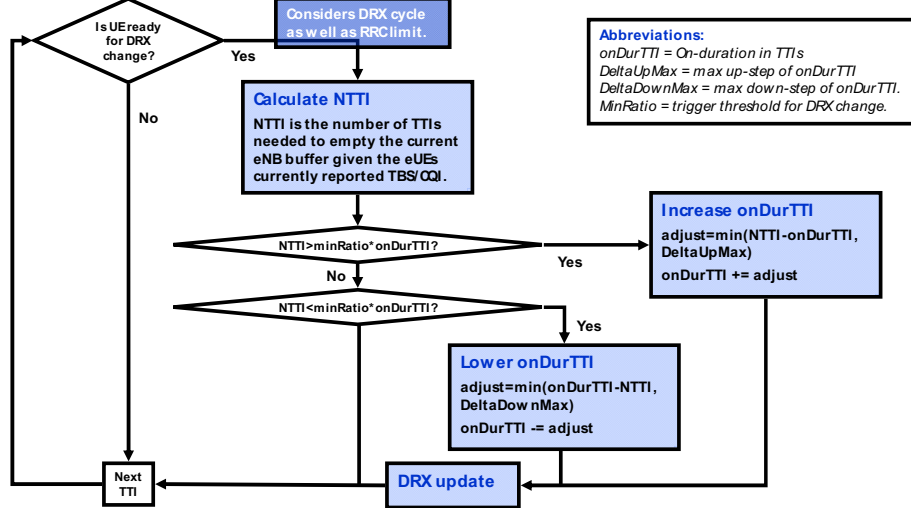 Is UE ready
for DRX
change?
Considers DRX cycle
as well as RRC limit.
Yes
No
Abbreviations:
onDurTTI = On-duration in TTIs
DeltaUpMax = max up-step of onDurTTI
DeltaDownMax = max down-step of onDurTTI.
MinRatio = trigger threshold for DRX change.
Calculate NTTI
NTTI is the number of TTIs
needed to empty the current
eNB buffer given the eUEs
currently reported TBS/CQI.
NTTI>minRatio*onDurTTI?
Yes
No
Increase onDurTTI
adjust=min(NTTI-onDurTTI,
DeltaUpMax)
onDurTTI += adjust
NTTI<minRatio*onDurTTI?
Yes
Lower onDurTTI
adjust=min(onDurTTI-NTTI,
DeltaDownMax)
onDurTTI -= adjust
Next
TTI
DRX update